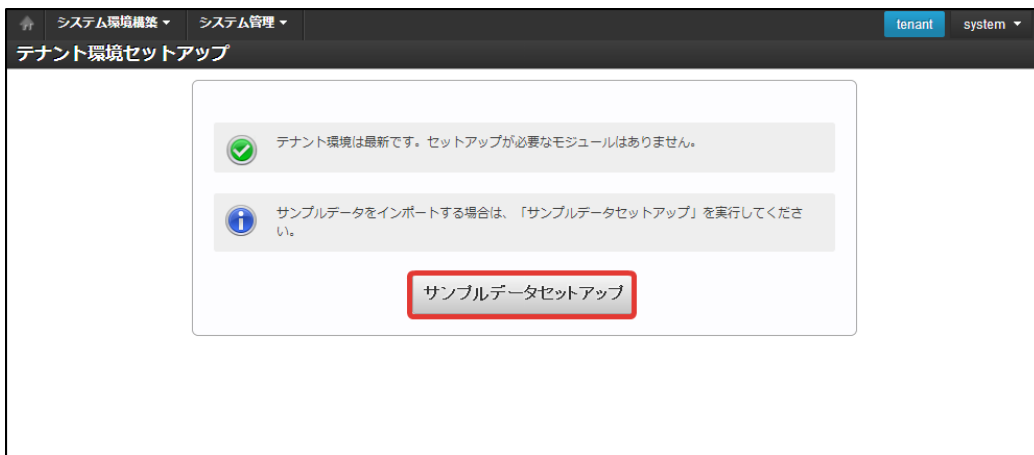 システム環境構築 システム管理 tenant system
テナント環境セットアップ
テナント環境は最新です。セットアップが必要なモジュールはありません。
サンプルデータをインポートする場合は、「サンプルデータセットアップ」を実行してくださ
い。
サンプルデータセットアップ